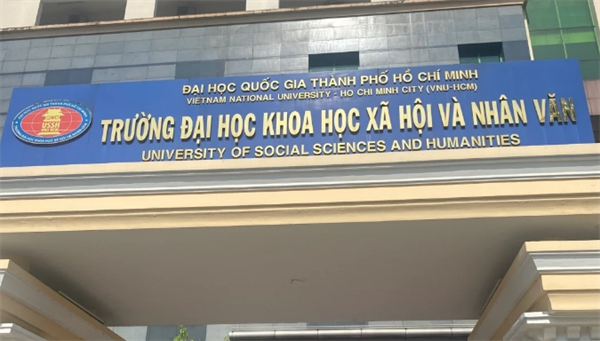 ĐẠI HỌC QUỐC GIA THÀNH PHỐ HỒ CHÍ MINH
VIETNAM NATIONAL UNIVERSITY - HO CHI MINH CITY (VNU-HCM)
TRƯỜNG ĐẠI HỌC KHOA HỌC XÃ HỘI VÀ NHÂN VĂN
UNIVERSITY OF SOCIAL SCIENCES AND HUMANITIES
USSH